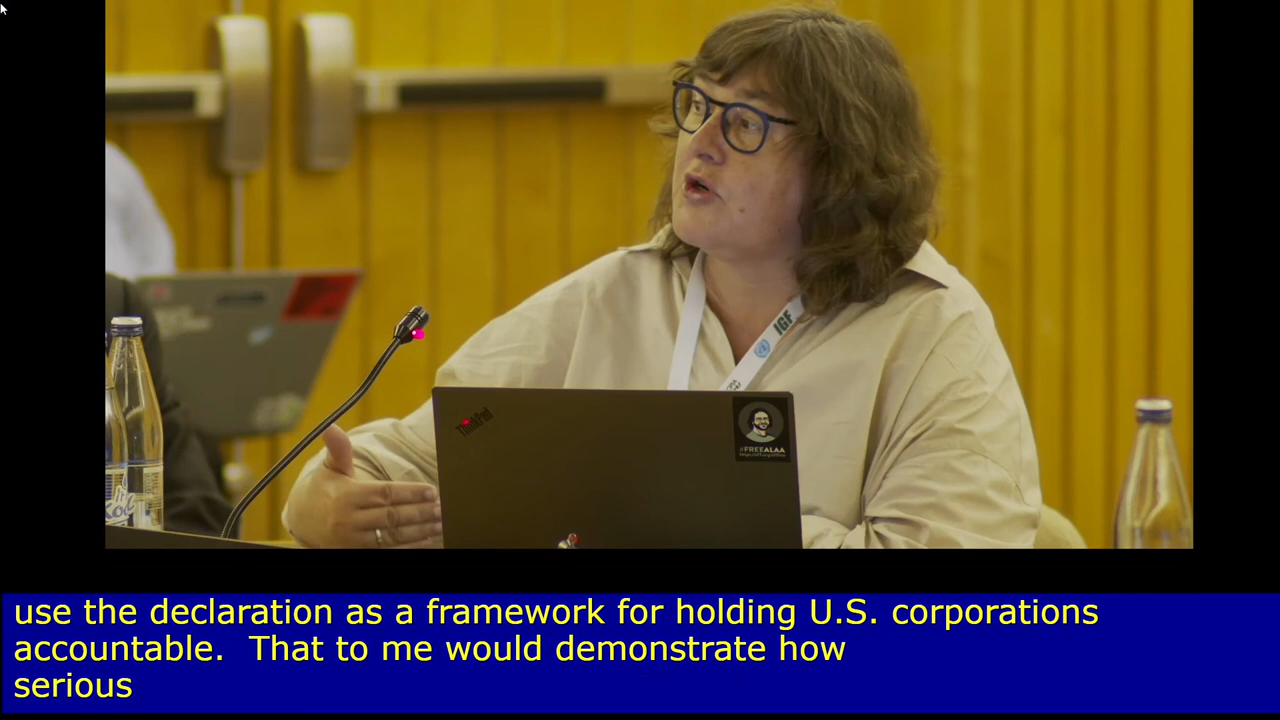 IGF
ThinkPad
#FREEALAA
use the declaration as a framework for holding U.S. corporations
accountable.  That to me would demonstrate how
serious